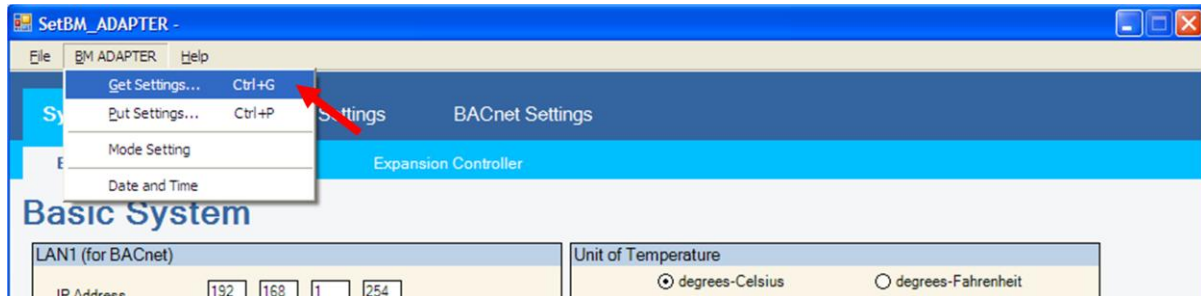 SetBM_ADAPTER -
File BM ADAPTER Help
Get Settings... Ctrl+G
Put Settings... Ctrl+P
Settings BACnet Settings
Mode Setting
Expansion Controller
Date and Time
Basic System
LAN1 (for BACnet) Unit of Temperature
degrees-Celsius degrees-Fahrenheit
IP Address 192 168 1 254